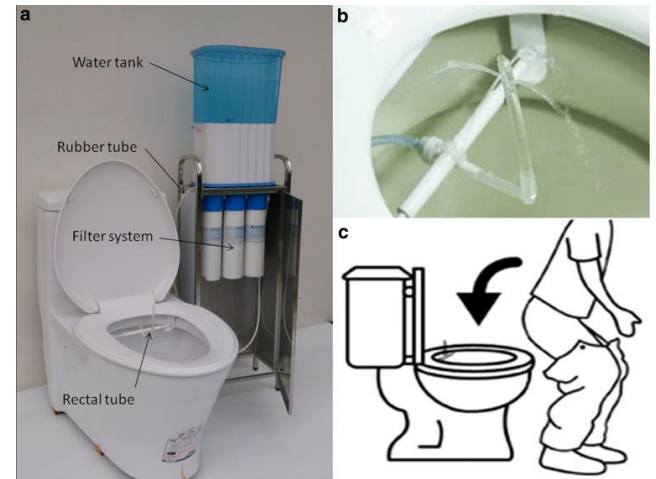 a
Water tank
Rubber tube
Filter system
Rectal tube
b
c